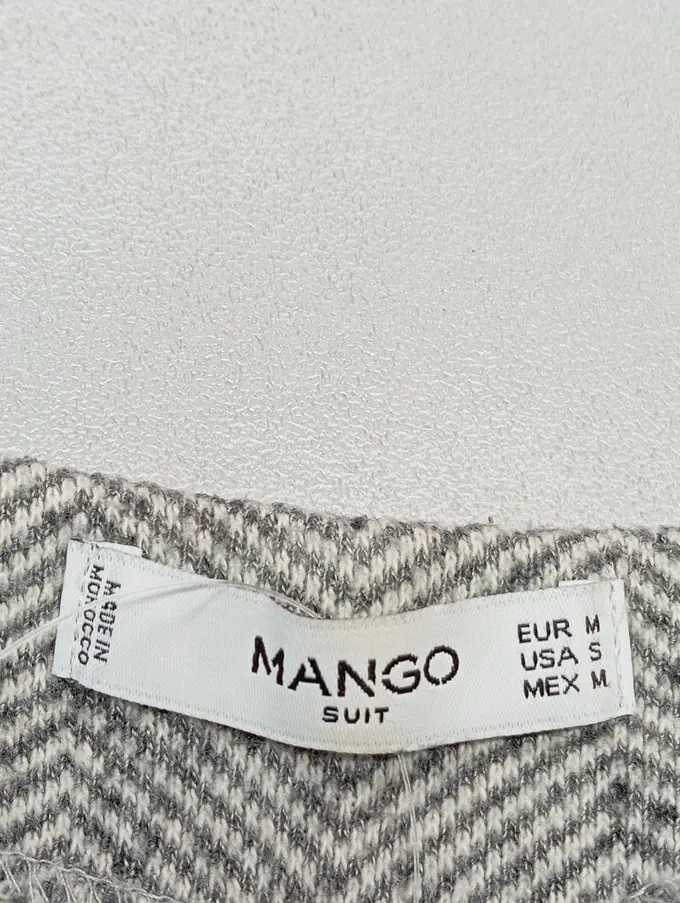 MADE IN
MOROCCO
MANGO
SUIT
EUR M
USA S
MEX M